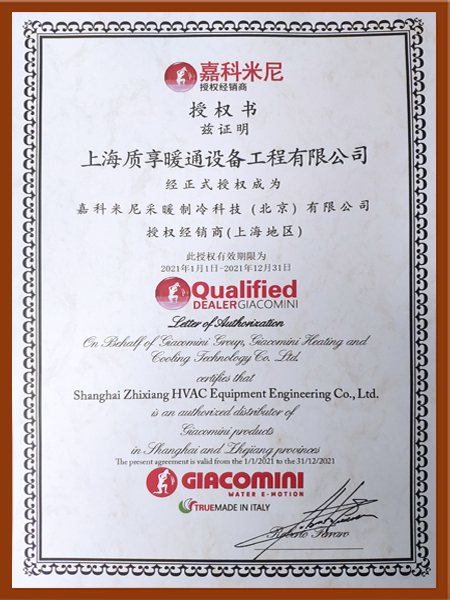 嘉科米尼
授权经销商
授权书
兹证明
上海质享暖通设备工程有限公司
经正式授权成为
嘉科米尼采暖制冷科技（北京）有限公司
授权经销商(上海地区)
此授权有效期限为
2021年1月1日-2021年12月31日
Qualified
DEALERGIACOMINI
Letter of Authorization
On Behalf of Giacomini Group, Giacomini Heating and
Cooling Technology Co. Ltd.
certifies that
Shanghai Zhixiang HVAC Equipment Engineering Co., Ltd.
is an authorized distributor of
Giacomini products
in Shanghai and Zhejiang provinces
The present agreement is valid from the 1/1/2021 to the 31/12/2021
GIACOMINI
WATER E-MOTION
TRUEMADE IN ITALY
Roberto Ferraro